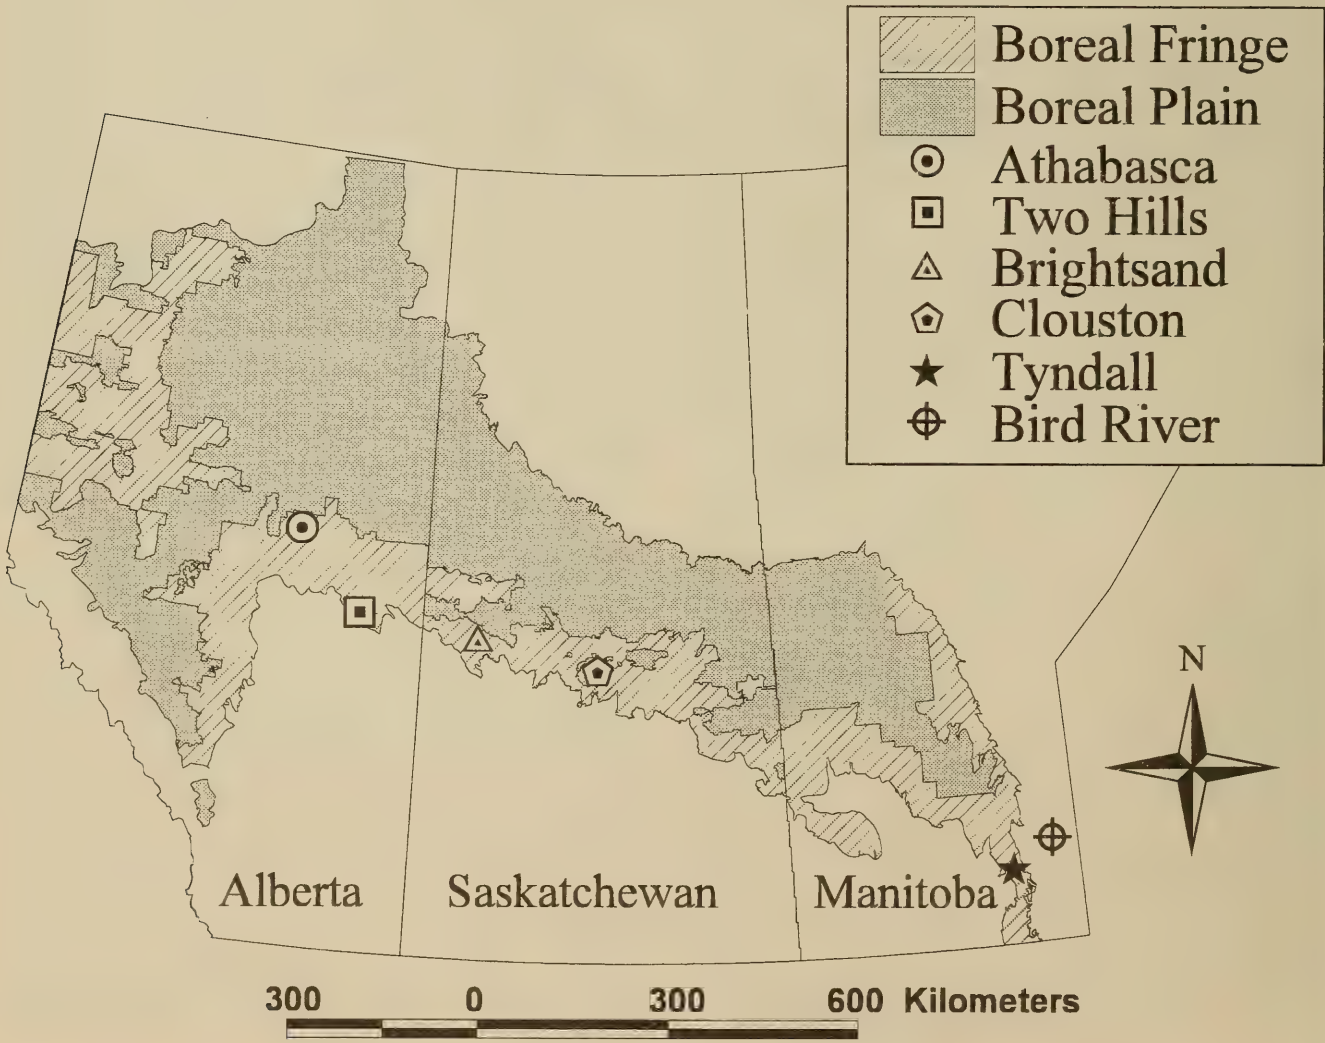 Boreal Fringe
Boreal Plain
Athabasca
Two Hills
Brightsand
Clouston
Tyndall
Bird River
N
Alberta Saskatchewan Manitoba
300 0 300 600 Kilometers